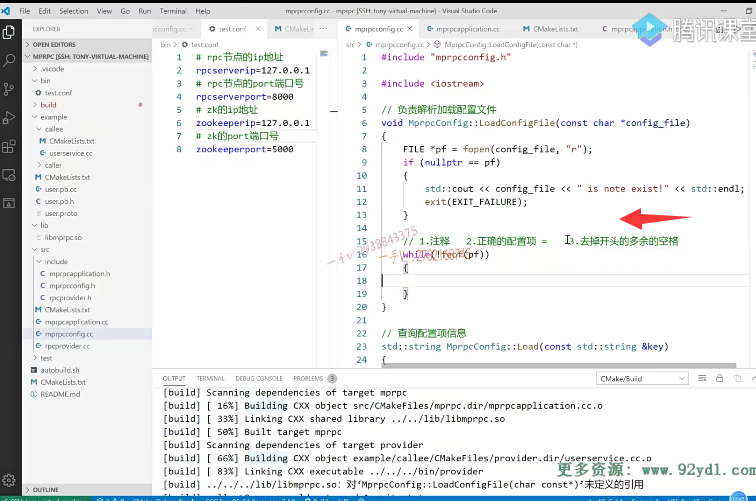 File Edit Selection View Go Run Terminal Help
mprpcconfig.cc - mprpc [SSH: tony-virtual-machine] - Visual Studio Code
腾讯课堂
EXPLORER
OPEN EDITORS
MPRPC [SSH: TONY-VIRTUAL-MACHINE]
.vscode
bin
test.conf
build
example
callee
CMakeLists.txt
userservice.cc
caller
CMakeLists.txt
user.pb.cc
user.pb.h
user.proto
lib
libmprpc.so
src
include
mprpcapplication.h
mprpcconfig.h
rpcprovider.h
CMakeLists.txt
mprpcapplication.cc
mprpcconfig.cc
rpcprovider.cc
test
autobuild.sh
CMakeLists.txt
README.md
OUTLINE
test.conf
bin > test.conf
1 # rpc节点的ip地址
2 rpcserverip=127.0.0.1
3 # rpc节点的port端口号
4 rpcserverport=8000
5 # zk的ip地址
6 zookeeperip=127.0.0.1
7 # zk的port端口号
8 zookeeperport=5000
mprpcconfig.cc
mprpcapplication.cc
CMakeLists.txt
src > mprpcconfig.cc > MprpcConfig::LoadConfigFile(const char *)
1 #include "mprpcconfig.h"
2
3 #include <iostream>
4
5 // 负责解析加载配置文件
6 void MprpcConfig::LoadConfigFile(const char *config_file)
7 {
8 FILE *pf = fopen(config_file, "r");
9 if (nullptr == pf)
10 {
11 std::cout << config_file << " is note exist!" << std::endl;
12 exit(EXIT_FAILURE);
13 }
14
15 // 1.注释 2.正确的配置项 = 3.去掉开头的多余的空格
16 while(!feof(pf))
17 {
18
19 }
20 }
21
22 // 查询配置项信息
23 std::string MprpcConfig::Load(const std::string &key)
24 {
OUTPUT TERMINAL DEBUG CONSOLE PROBLEMS 3
CMake/Build
[build] Scanning dependencies of target mprpc
[build] [ 16%] Building CXX object src/CMakeFiles/mprpc.dir/mprpcapplication.cc.o
[build] [ 33%] Linking CXX shared library ../../lib/libmprpc.so
[build] [ 50%] Built target mprpc
[build] Scanning dependencies of target provider
[build] [ 66%] Building CXX object example/callee/CMakeFiles/provider.dir/userservice.cc.o
[build] [ 83%] Linking CXX executable ../../../bin/provider
[build] ../../../lib/libmprpc.so: 对‘MprpcConfig::LoadConfigFile(char const*)’未定义的引用
更多资源: www.92yd1.com